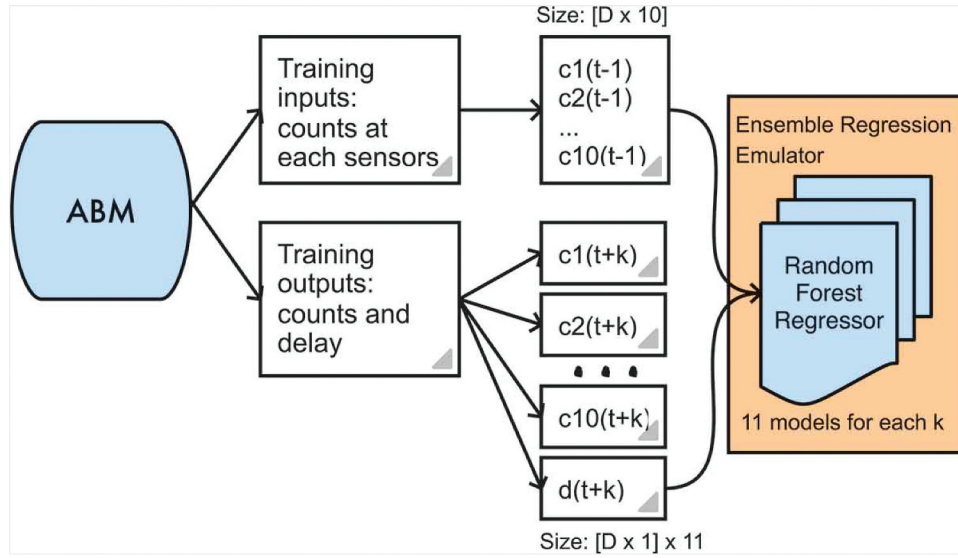 Size: [D x 10]
Training
inputs:
counts at
each sensors
c1(t-1)
c2(t-1)
...
c10(t-1)
ABM
Training
outputs:
counts and
delay
c1(t+k)
c2(t+k)
c10(t+k)
d(t+k)
Size: [D x 1] x 11
Ensemble Regression
Emulator
Random
Forest
Regressor
11 models for each k